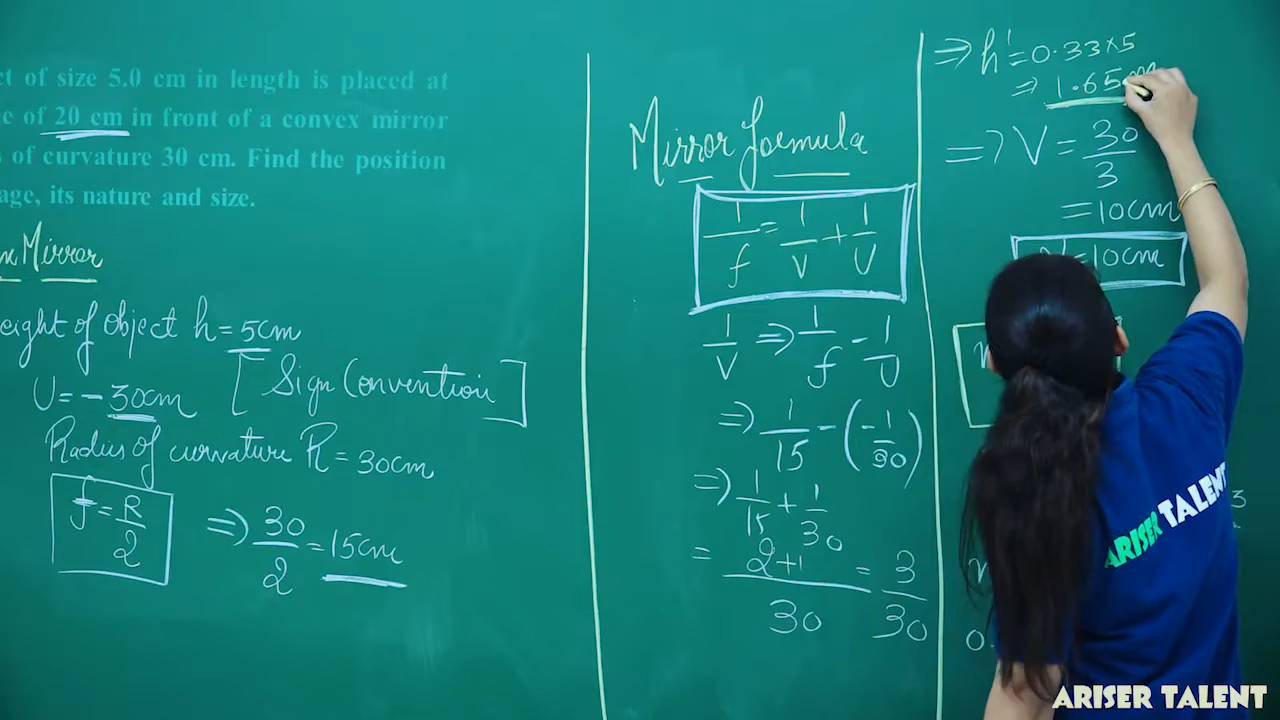 ct of size 5.0 cm in length is placed at
e of 20 cm in front of a convex mirror
s of curvature 30 cm. Find the position
age, its nature and size.
Mirror
eight of object h = 5cm
U = - 30cm [Sign Convention]
Radius of curvature R = 30cm
f = R/2 ⇒ 30/2 = 15cm
Mirror formula
1/f = 1/v + 1/U
1/v ⇒ 1/f - 1/U
⇒ 1/15 - (-1/30)
⇒ 1/15 + 1/30
= 2+1/30 = 3/30
⇒ h' = 0.33×5
⇒ 1.65
⇒ V = 30/3
= 10cm
V = 10cm
ARISER TALENT
ARISER TALENT